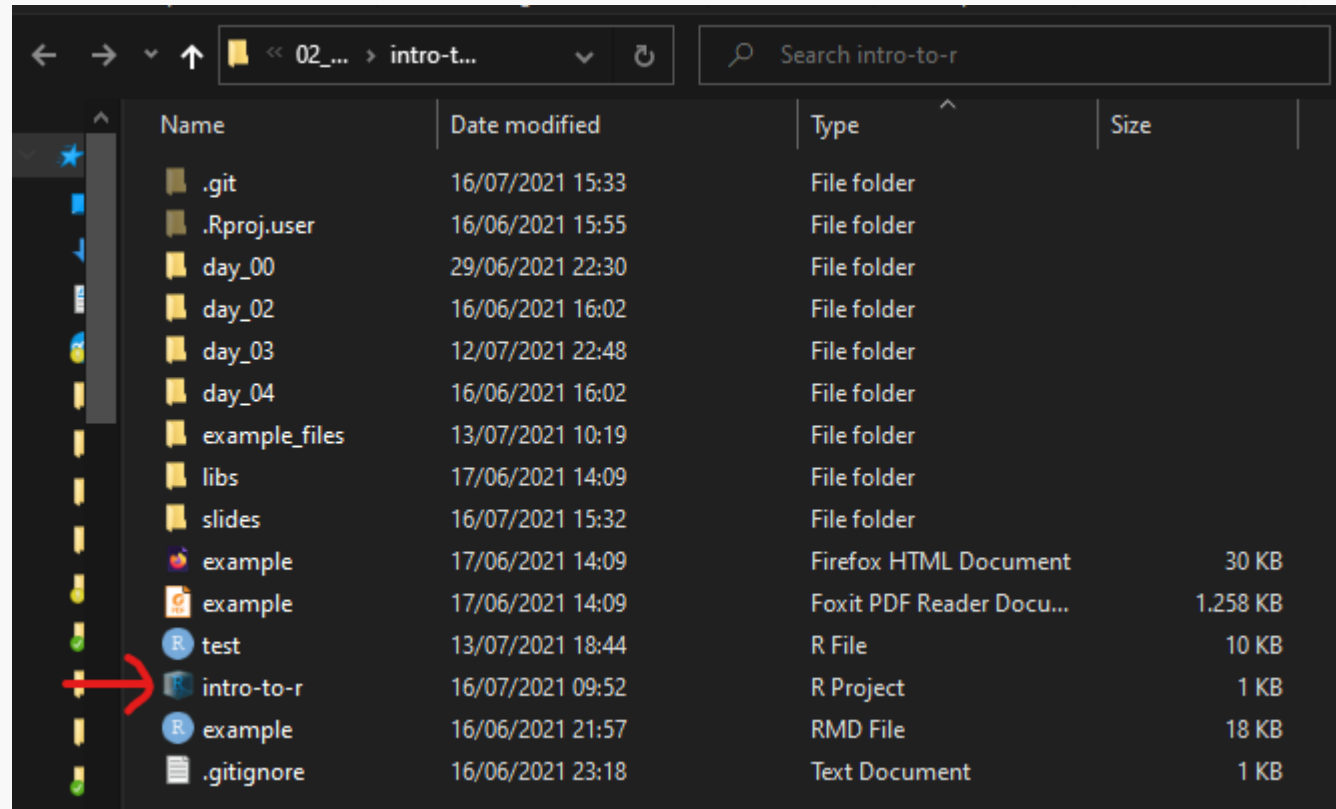 « 02_... › intro-t... Search intro-to-r
Name Date modified Type Size
.git 16/07/2021 15:33 File folder
.Rproj.user 16/06/2021 15:55 File folder
day_00 29/06/2021 22:30 File folder
day_02 16/06/2021 16:02 File folder
day_03 12/07/2021 22:48 File folder
day_04 16/06/2021 16:02 File folder
example_files 13/07/2021 10:19 File folder
libs 17/06/2021 14:09 File folder
slides 16/07/2021 15:32 File folder
example 17/06/2021 14:09 Firefox HTML Document 30 KB
example 17/06/2021 14:09 Foxit PDF Reader Docu... 1.258 KB
R test 13/07/2021 18:44 R File 10 KB
R intro-to-r 16/07/2021 09:52 R Project 1 KB
R example 16/06/2021 21:57 RMD File 18 KB
.gitignore 16/06/2021 23:18 Text Document 1 KB